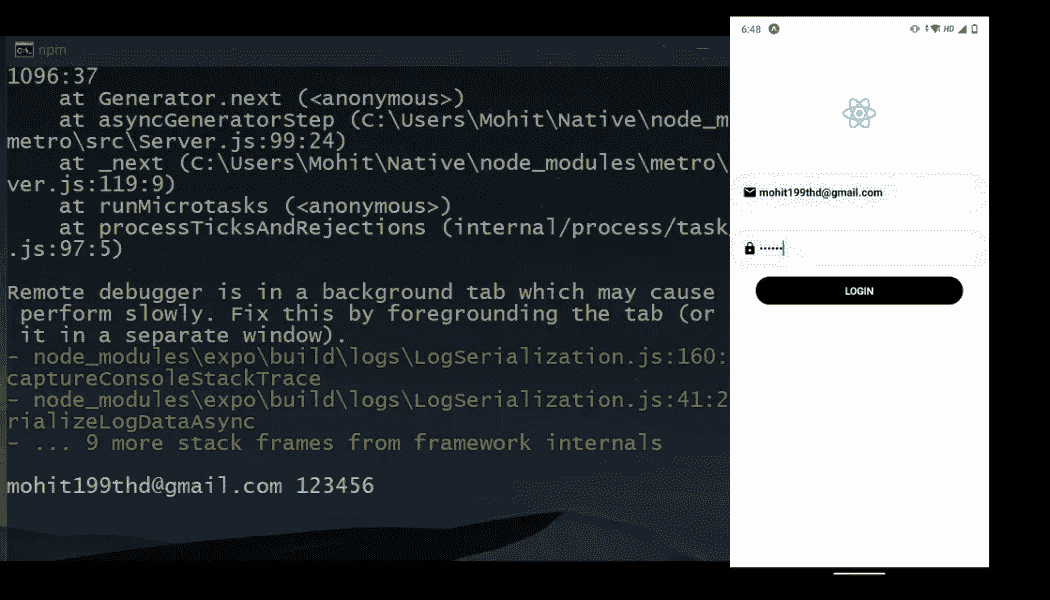 npm
1096:37
at Generator.next (<anonymous>)
at asyncGeneratorStep (C:\Users\Mohit\Native\node_m
metro\src\Server.js:99:24)
at _next (C:\Users\Mohit\Native\node_modules\metro\
ver.js:119:9)
at runMicrotasks (<anonymous>)
at processTicksAndRejections (internal/process/task
.js:97:5)
Remote debugger is in a background tab which may cause
perform slowly. Fix this by foregrounding the tab (or
it in a separate window).
- node_modules\expo\build\logs\LogSerialization.js:160:
captureConsoleStackTrace
- node_modules\expo\build\logs\LogSerialization.js:41:2
rializeLogDataAsync
- ... 9 more stack frames from framework internals
mohit199thd@gmail.com 123456
6:48
HD
mohit199thd@gmail.com
••••••
LOGIN